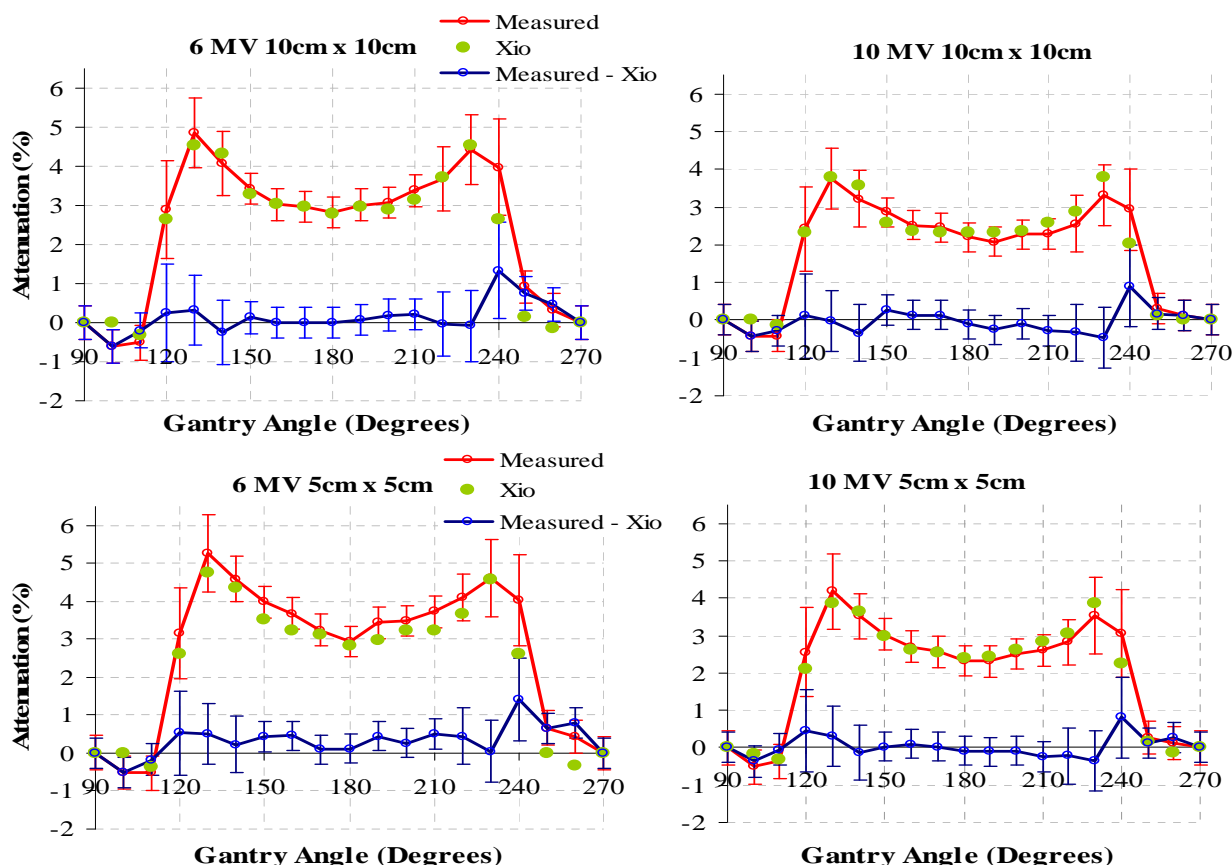 Measured
6 MV 10cm x 10cm
Xio
10 MV 10cm x 10cm
Measured - Xio
Attenuation (%)
6
5
4
3
2
1
0
-1
-2
90 120 150 180 210 240 270
Gantry Angle (Degrees)
6
5
4
3
2
1
0
-1
-2
90 120 150 180 210 240 270
Gantry Angle (Degrees)
Measured
6 MV 5cm x 5cm
Xio
10 MV 5cm x 5cm
Measured - Xio
Attenuation (%)
6
5
4
3
2
1
0
-1
-2
90 120 150 180 210 240 270
Gantry Angle (Degrees)
6
5
4
3
2
1
0
-1
-2
90 120 150 180 210 240 270
Gantry Angle (Degrees)